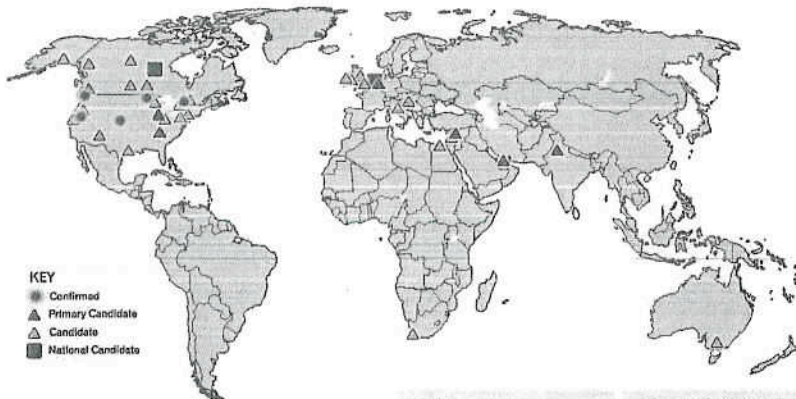 KEY
Confirmed
Primary Candidate
Candidate
National Candidate